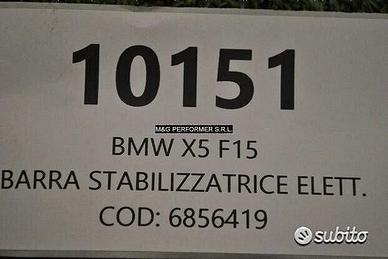 10151
M&G PERFORMER S.R.L.
BMW X5 F15
BARRA STABILIZZATRICE ELETT.
COD: 6856419
subito